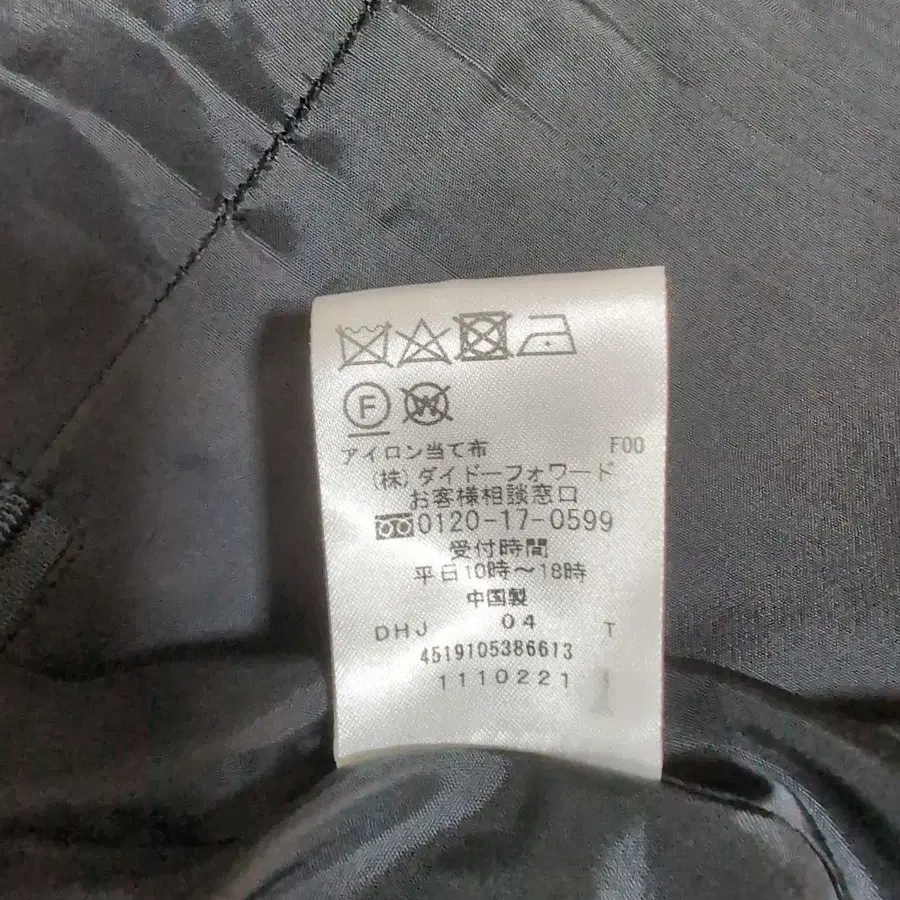 F W
アイロン当て布 F00
(株)ダイドーフォワード
お客様相談窓口
0120-17-0599
受付時間
平日10時〜18時
中国製
DHJ 04 T
4519105386613
1110221